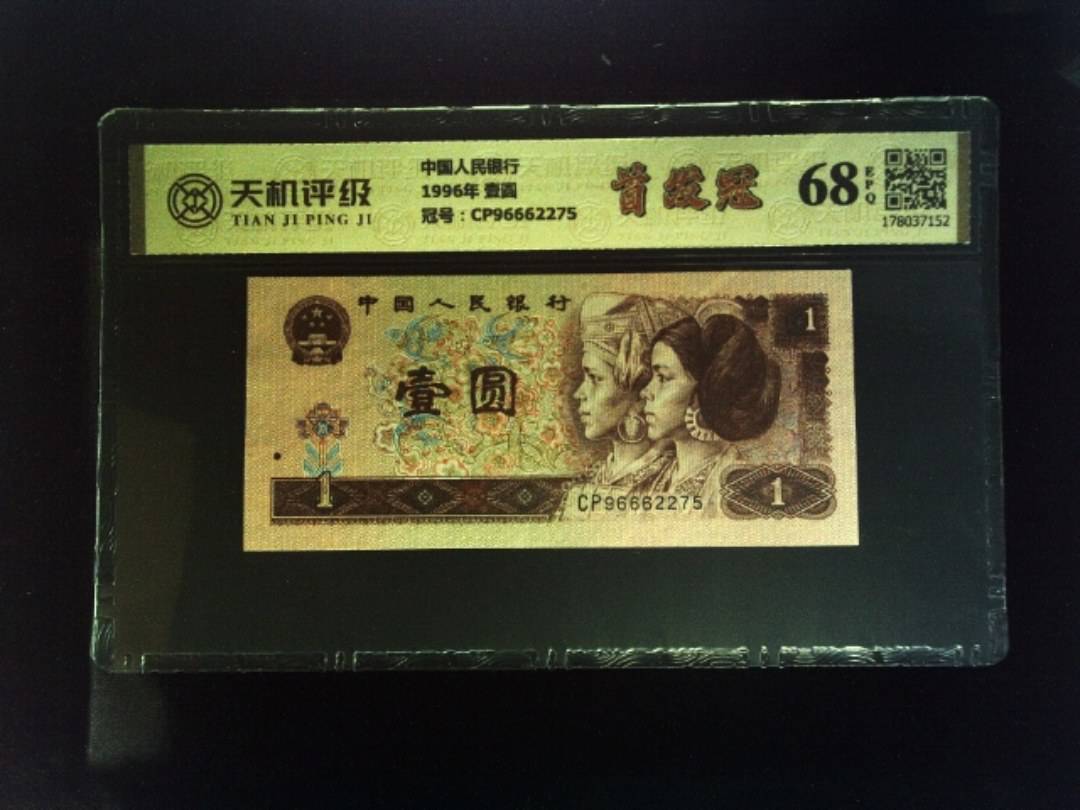 天机评级
TIAN JI PING JI
中国人民银行
1996年 壹圆
冠号：CP96662275
首发冠
68
EPQ
178037152
中国人民银行
1
壹圆
1
CP96662275
1